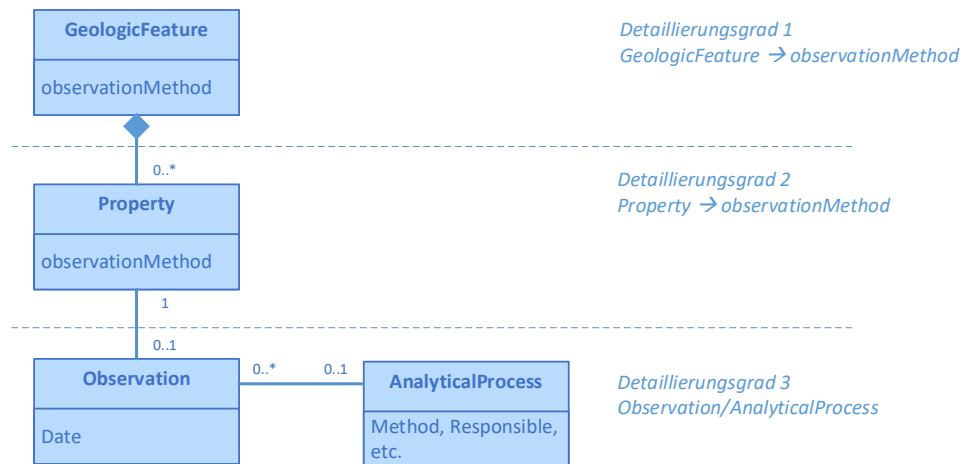 GeologicFeature
observationMethod
Detaillierungsgrad 1
GeologicFeature → observationMethod
0..*
Property
observationMethod
Detaillierungsgrad 2
Property → observationMethod
1
0..1
Observation
Date
0..*
0..1
AnalyticalProcess
Method, Responsible,
etc.
Detaillierungsgrad 3
Observation/AnalyticalProcess